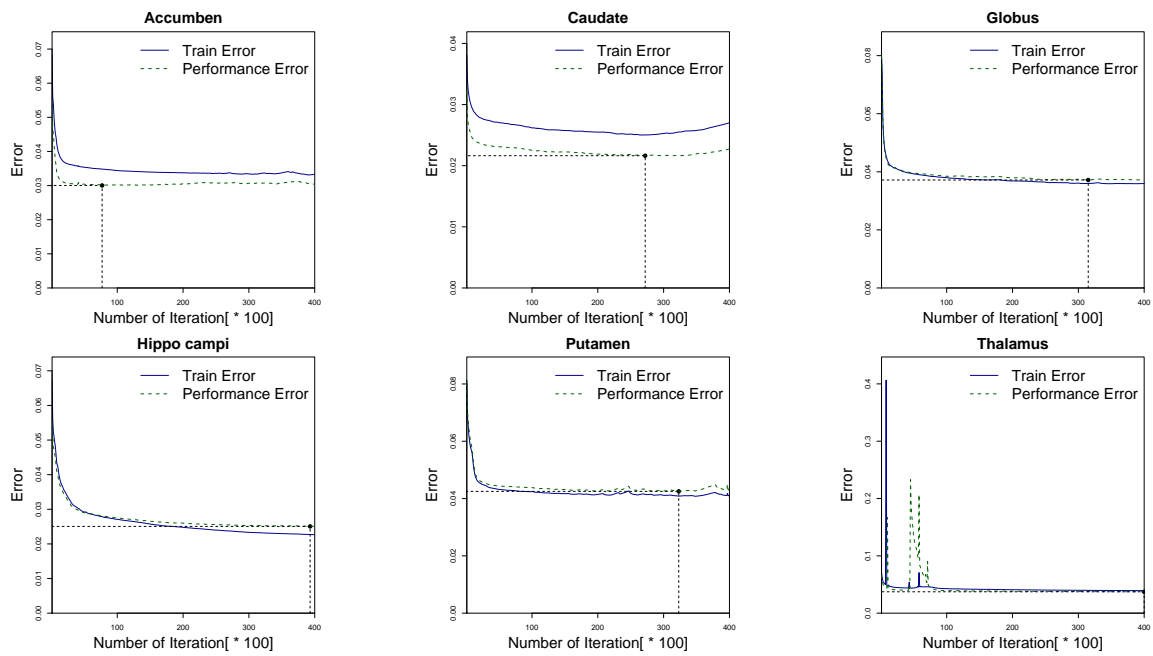 Accumben
Train Error
Performance Error
0.07
0.06
0.05
0.04
0.03
0.02
0.01
0.00
Error
100 200 300 400
Number of Iteration[ * 100]
Caudate
Train Error
Performance Error
0.04
0.03
0.02
0.01
0.00
Error
100 200 300 400
Number of Iteration[ * 100]
Globus
Train Error
Performance Error
0.08
0.06
0.04
0.02
0.00
Error
100 200 300 400
Number of Iteration[ * 100]
Hippo campi
Train Error
Performance Error
0.07
0.06
0.05
0.04
0.03
0.02
0.01
0.00
Error
100 200 300 400
Number of Iteration[ * 100]
Putamen
Train Error
Performance Error
0.08
0.06
0.04
0.02
0.00
Error
100 200 300 400
Number of Iteration[ * 100]
Thalamus
Train Error
Performance Error
0.4
0.3
0.2
0.1
0.0
Error
100 200 300 400
Number of Iteration[ * 100]